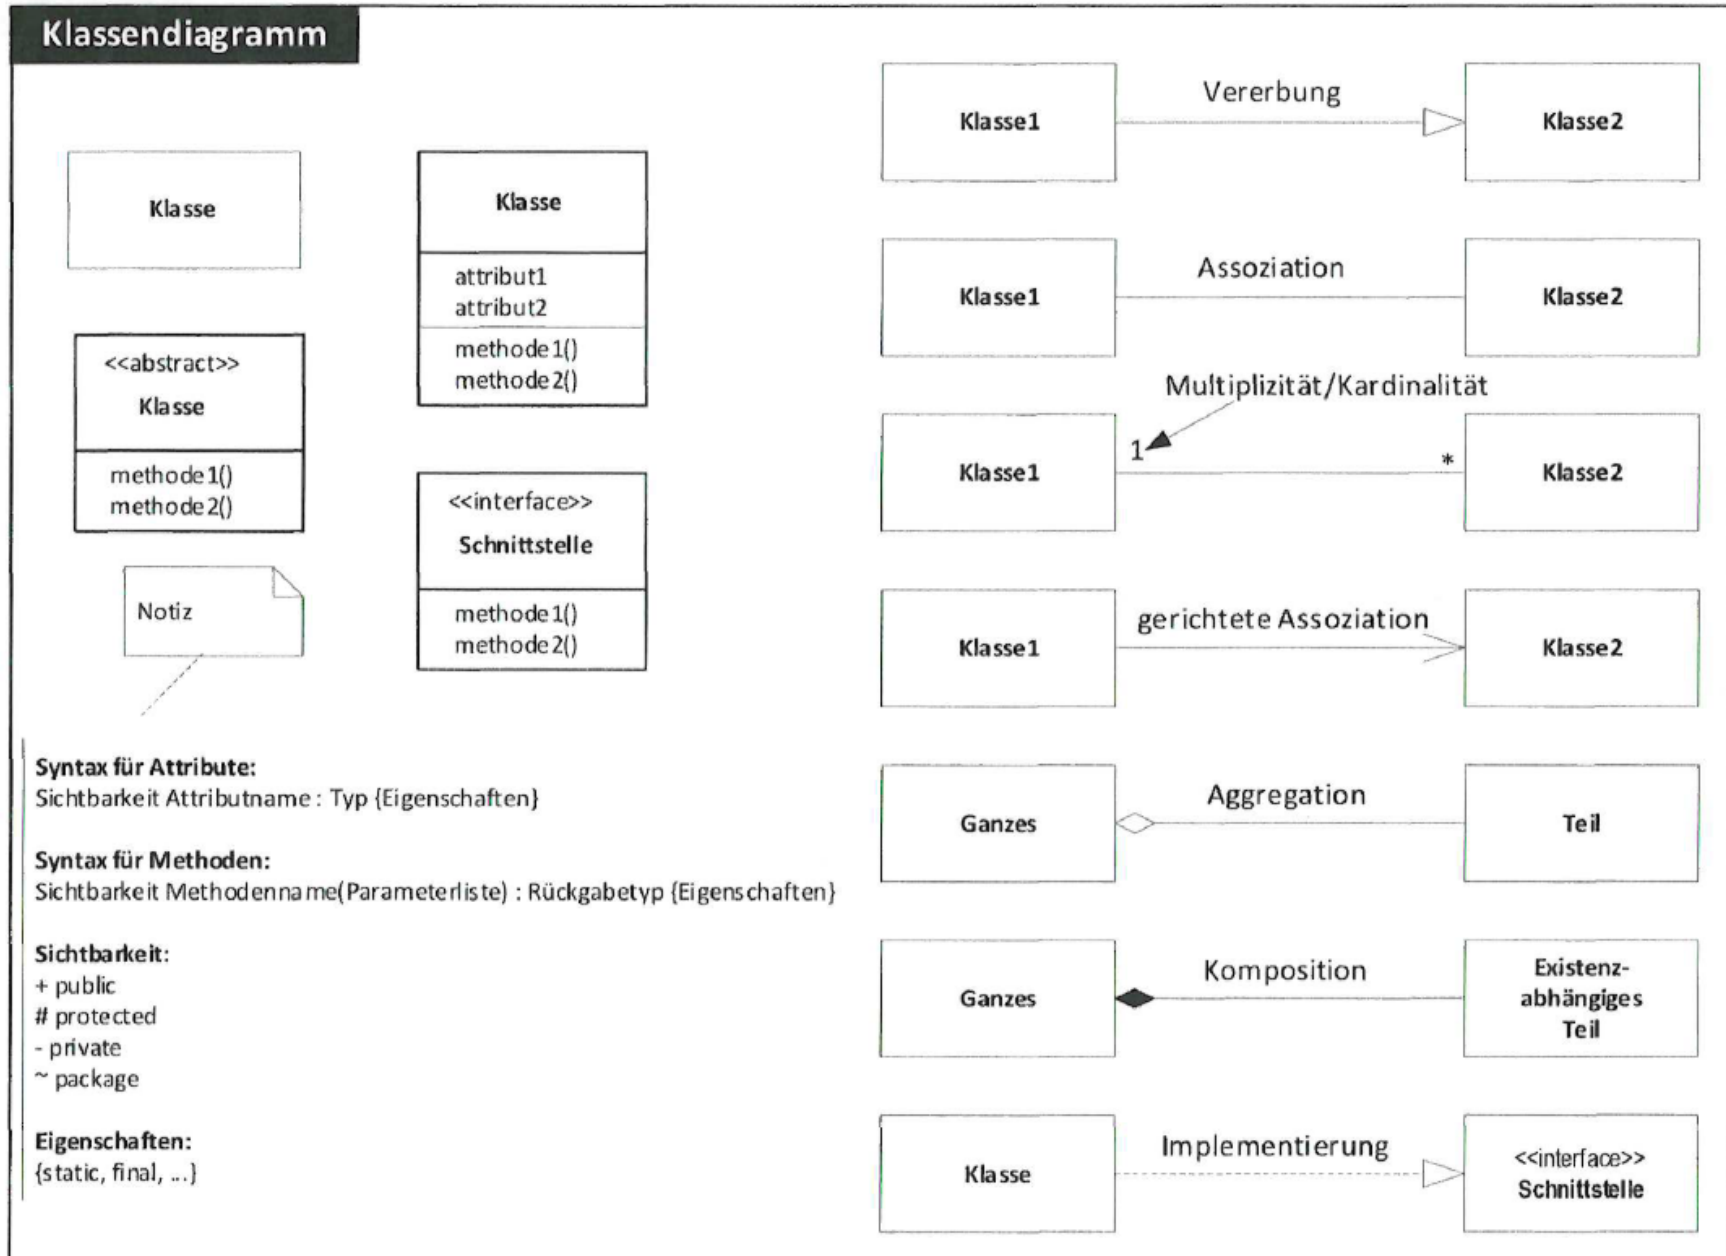 Klassendiagramm
Klasse
Klasse
attribut1
attribut2
methode1()
methode2()
<<abstract>>
Klasse
methode1()
methode2()
<<interface>>
Schnittstelle
methode1()
methode2()
Notiz
Syntax für Attribute:
Sichtbarkeit Attributname : Typ {Eigenschaften}
Syntax für Methoden:
Sichtbarkeit Methodenname(Parameterliste) : Rückgabetyp {Eigenschaften}
Sichtbarkeit:
+ public
# protected
- private
~ package
Eigenschaften:
{static, final, ...}
Klasse1
Vererbung
Klasse2
Klasse1
Assoziation
Klasse2
Multiplizität/Kardinalität
Klasse1
1
*
Klasse2
Klasse1
gerichtete Assoziation
Klasse2
Ganzes
Aggregation
Teil
Ganzes
Komposition
Existenz-
abhängiges
Teil
Klasse
Implementierung
<<interface>>
Schnittstelle